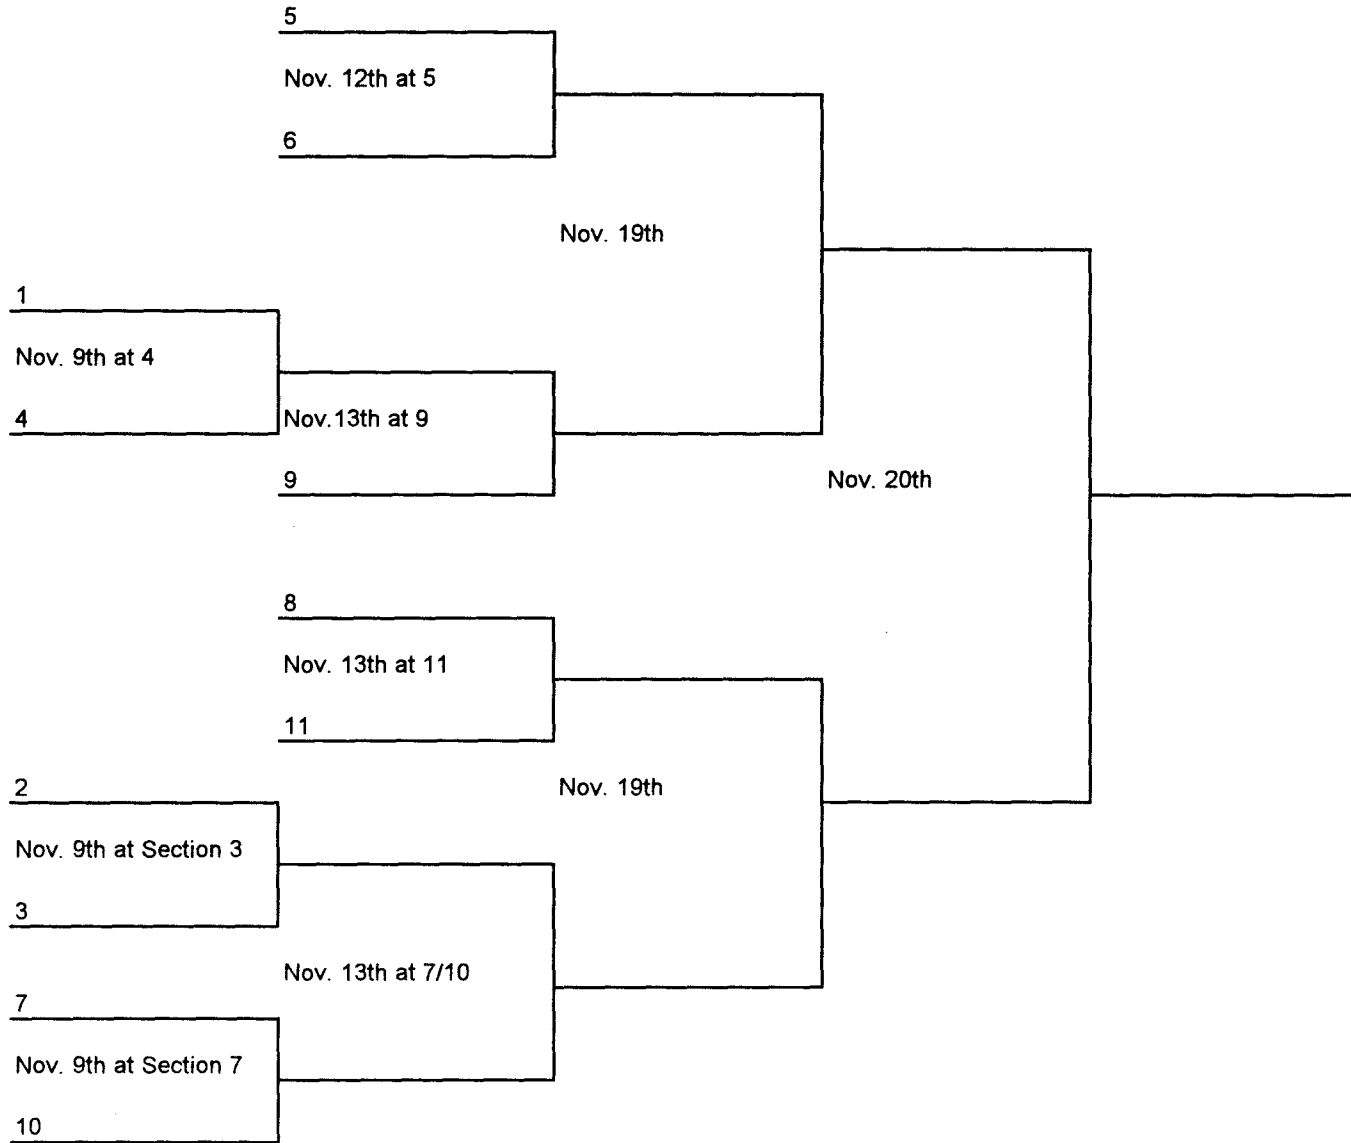 5
Nov. 12th at 5
6
Nov. 19th
1
Nov. 9th at 4
4
Nov.13th at 9
9
Nov. 20th
8
Nov. 13th at 11
11
2
Nov. 19th
Nov. 9th at Section 3
3
Nov. 13th at 7/10
7
Nov. 9th at Section 7
10